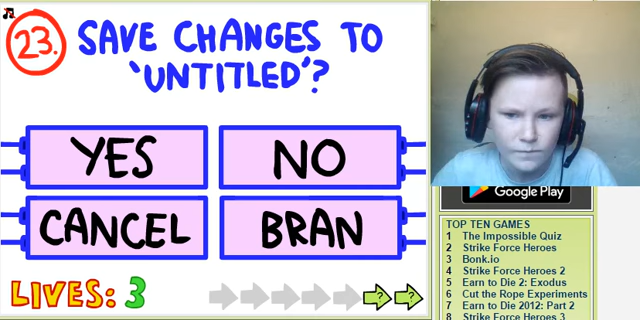 23.
SAVE CHANGES TO
'UNTITLED'?
YES
NO
CANCEL
BRAN
LIVES: 3
? ?
Google Play
TOP TEN GAMES
1 The Impossible Quiz
2 Strike Force Heroes
3 Bonk.io
4 Strike Force Heroes 2
5 Earn to Die 2: Exodus
6 Cut the Rope Experiments
7 Earn to Die 2012: Part 2
8 Strike Force Heroes 3